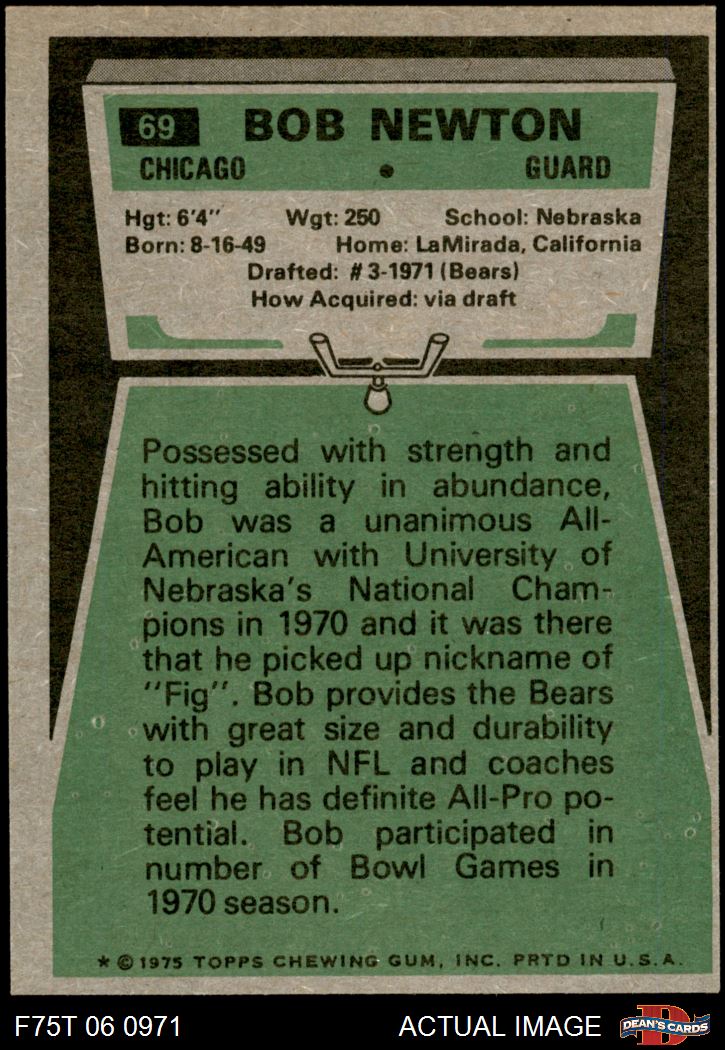 69 BOB NEWTON
CHICAGO • GUARD
Hgt: 6'4" Wgt: 250 School: Nebraska
Born: 8-16-49 Home: LaMirada, California
Drafted: #3-1971 (Bears)
How Acquired: via draft
Possessed with strength and
hitting ability in abundance,
Bob was a unanimous All-
American with University of
Nebraska's National Cham-
pions in 1970 and it was there
that he picked up nickname of
"Fig". Bob provides the Bears
with great size and durability
to play in NFL and coaches
feel he has definite All-Pro po-
tential. Bob participated in
number of Bowl Games in
1970 season.
* © 1975 TOPPS CHEWING GUM, INC. PRTD IN U.S.A.
F75T 06 0971 ACTUAL IMAGE D DEAN'S CARDS